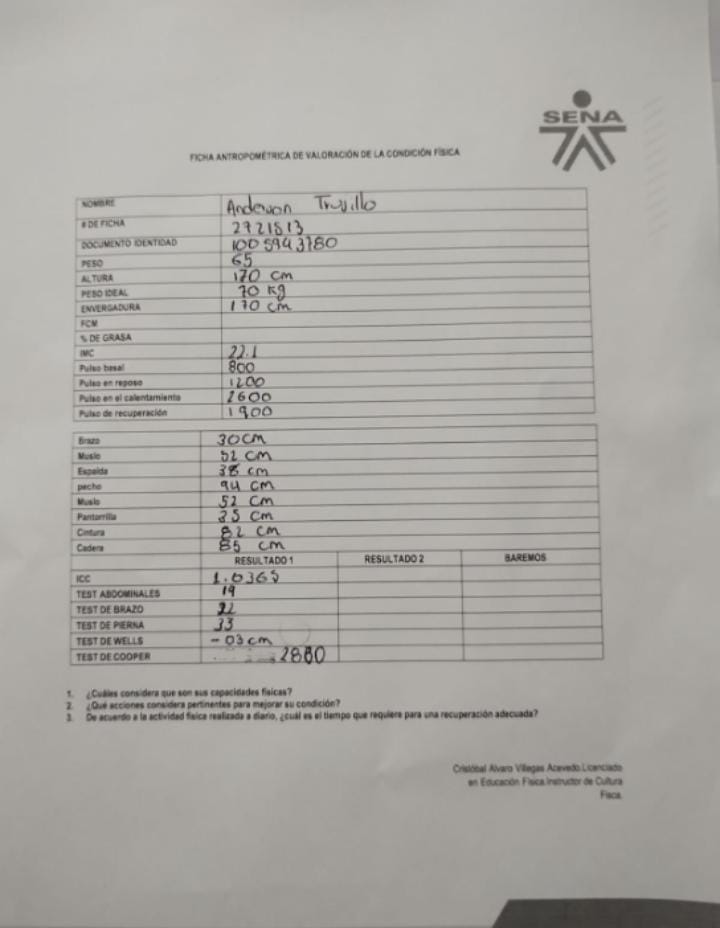 SENA
FICHA ANTROPOMÉTRICA DE VALORACIÓN DE LA CONDICIÓN FÍSICA
NOMBRE Anderson Trujillo
# DE FICHA 2721813
DOCUMENTO IDENTIDAD 1005943780
PESO 65
ALTURA 170 cm
PESO IDEAL 70 kg
ENVERGADURA 170 cm
FCM
% DE GRASA
IMC 22.1
Pulso basal 800
Pulso en reposo 1200
Pulso en el calentamiento 2600
Pulso de recuperación 1900
Brazo 30cm
Muslo 52 cm
Espalda 38 cm
pecho 94 cm
Muslo 52 cm
Pantorrilla 35 cm
Cintura 82 cm
Cadera 85 cm
RESULTADO 1 RESULTADO 2 BAREMOS
ICC 1.0365
TEST ABDOMINALES 19
TEST DE BRAZO 22
TEST DE PIERNA 33
TEST DE WELLS - 03 cm
TEST DE COOPER 2880
1. ¿Cuáles considera que son sus capacidades físicas?
2. ¿Qué acciones considera pertinentes para mejorar su condición?
3. De acuerdo a la actividad física realizada a diario, ¿cuál es el tiempo que requiere para una recuperación adecuada?
Cristóbal Alvaro Villegas Acevedo.Licenciado
en Educación Física.Instructor de Cultura
Física.